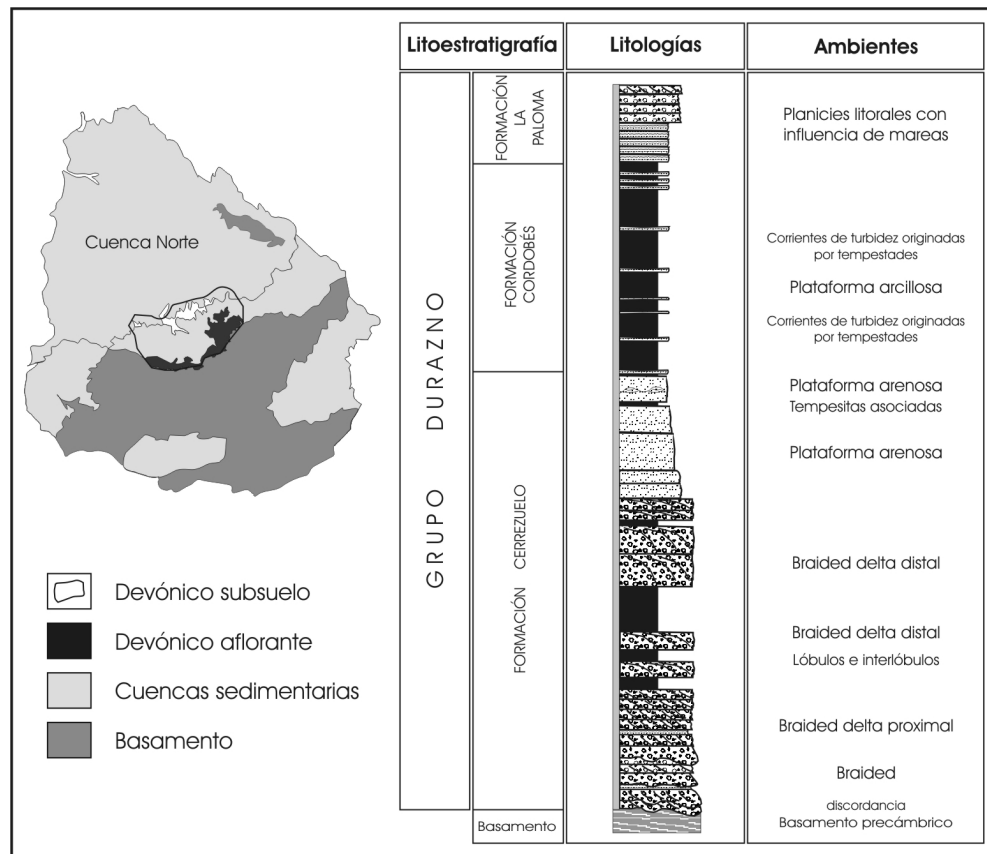 Litoestratigrafía
Litologías
Ambientes
Cuenca Norte
Devónico subsuelo
Devónico aflorante
Cuencas sedimentarias
Basamento
GRUPO DURAZNO
FORMACIÓN
LA
PALOMA
FORMACIÓN
CORDOBÉS
FORMACIÓN CERREZUELO
Basamento
Planicies litorales con
influencia de mareas
Corrientes de turbidez originadas
por tempestades
Plataforma arcillosa
Corrientes de turbidez originadas
por tempestades
Plataforma arenosa
Tempesitas asociadas
Plataforma arenosa
Braided delta distal
Braided delta distal
Lóbulos e interlóbulos
Braided delta proximal
Braided
discordancia
Basamento precámbrico